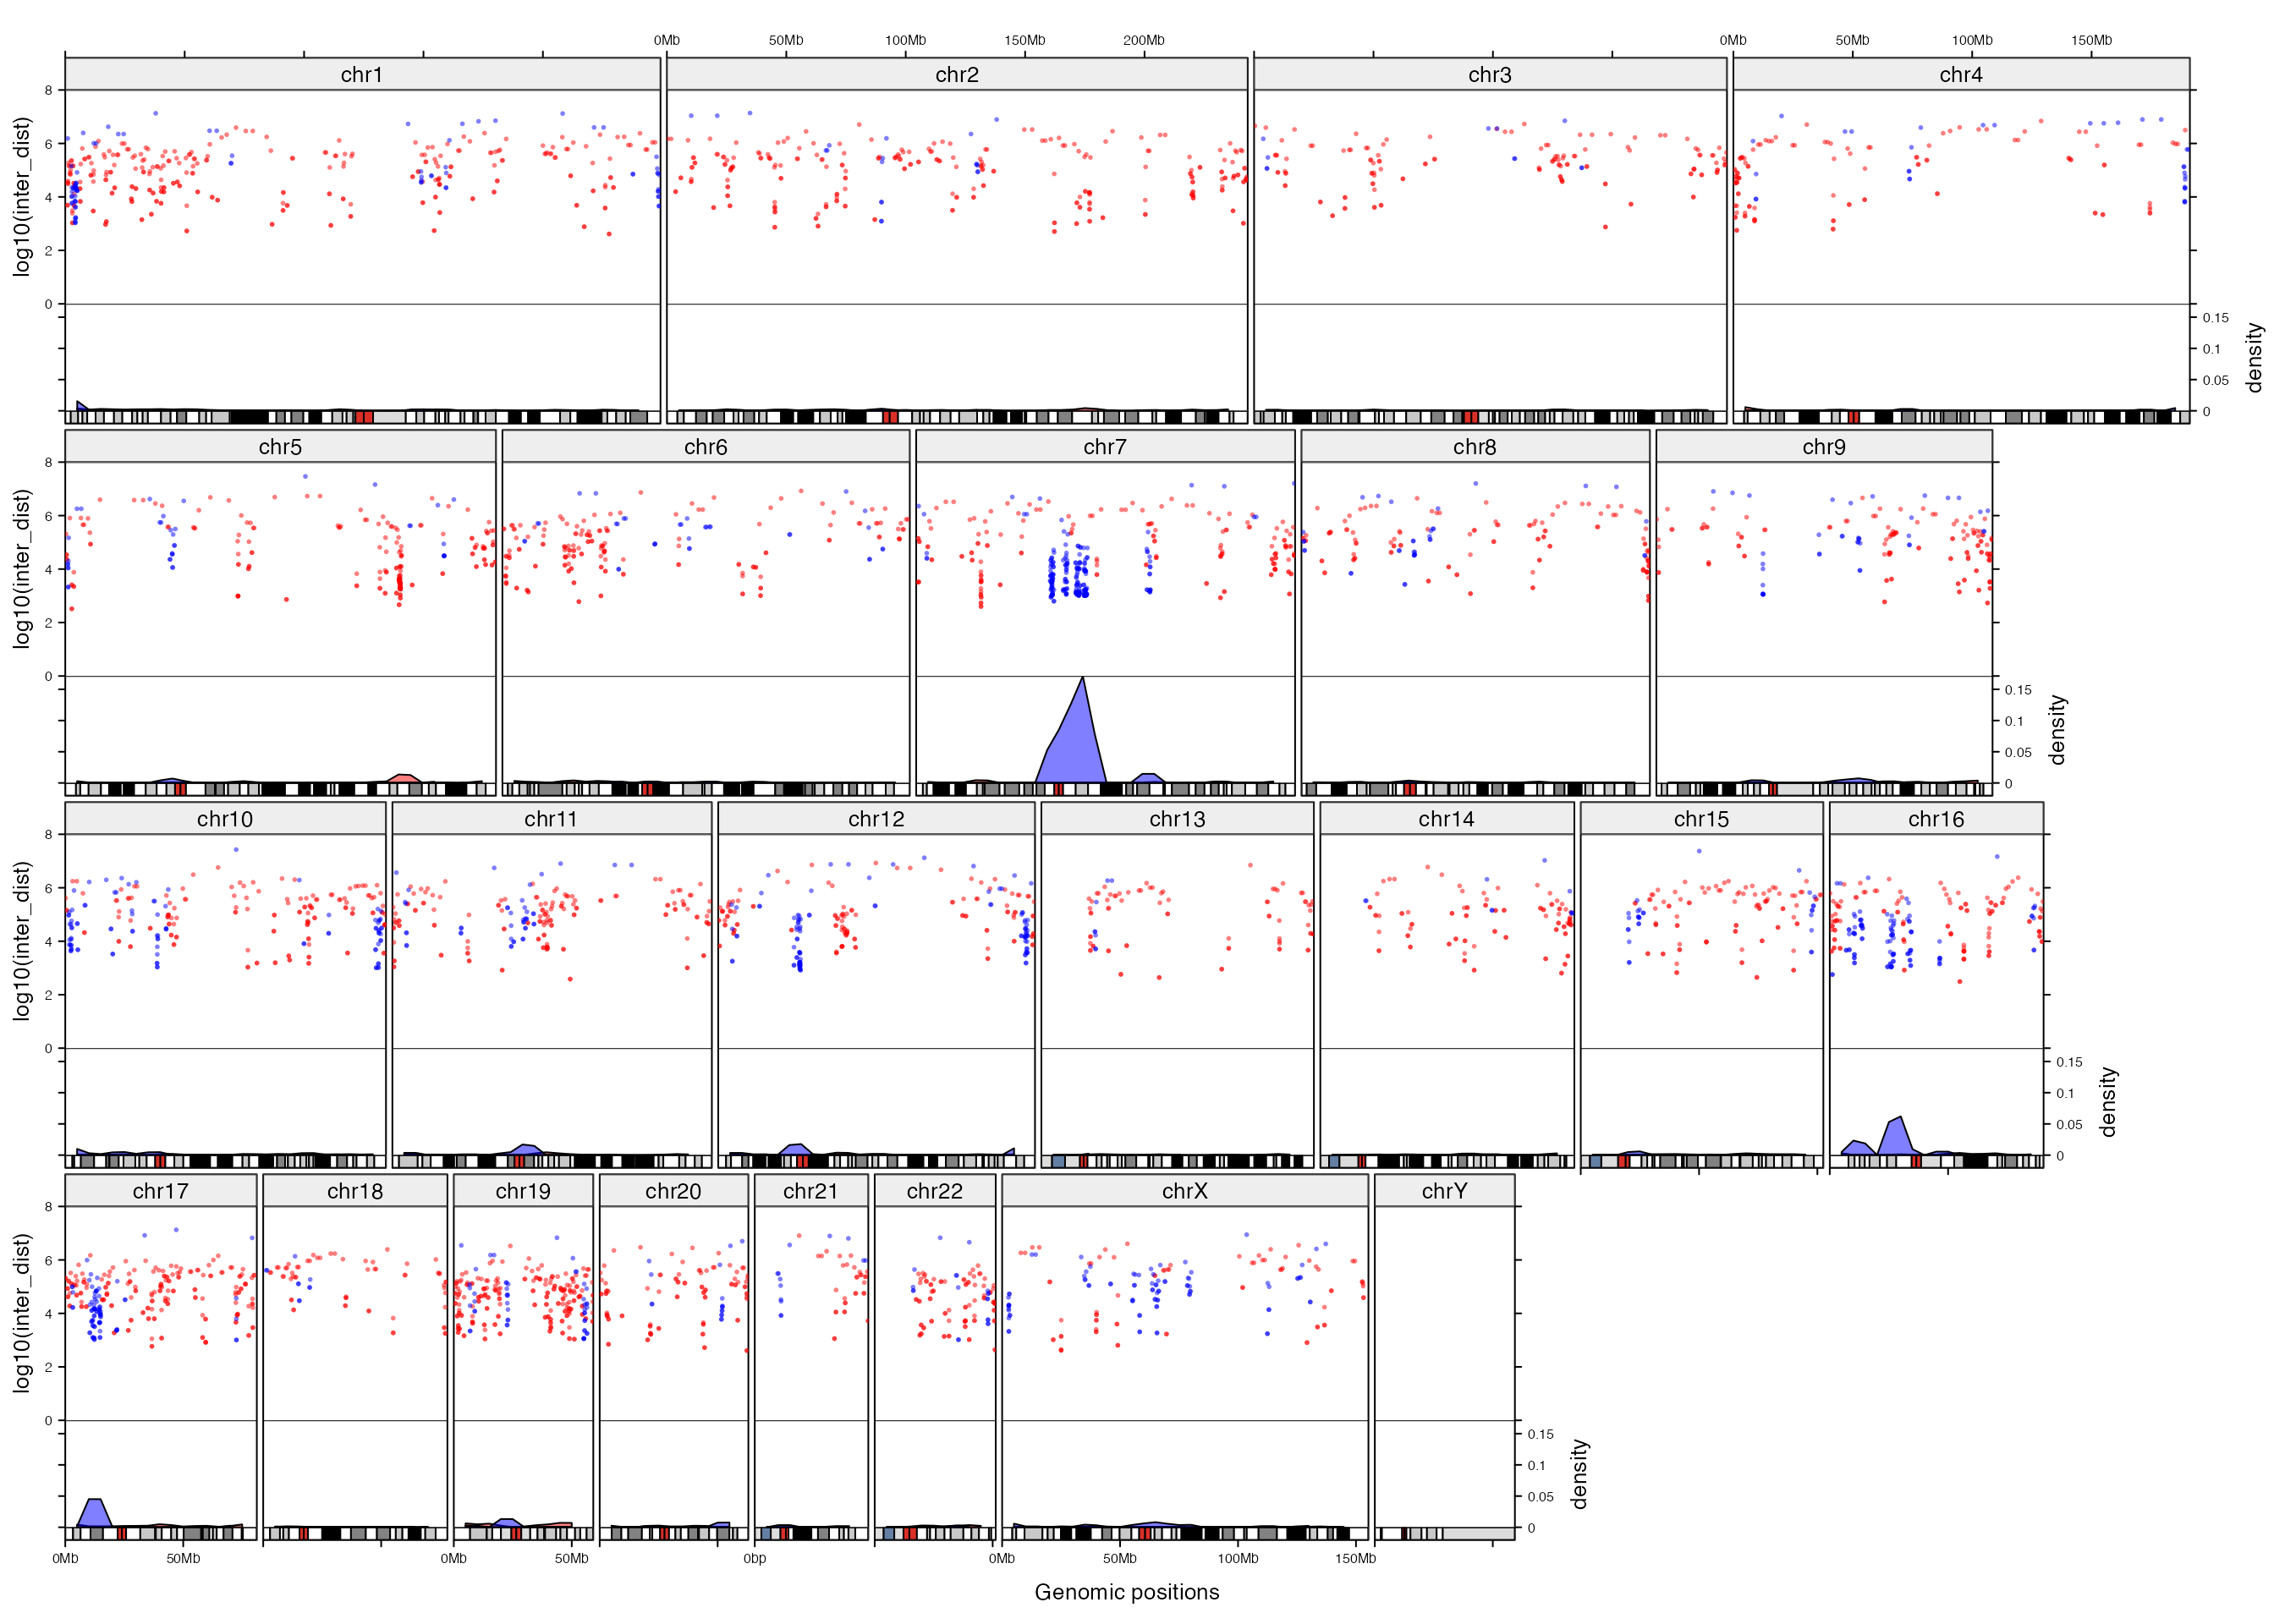 0Mb 50Mb 100Mb 150Mb 200Mb 0Mb 50Mb 100Mb 150Mb
chr1 chr2 chr3 chr4
8
6
4
2
0
log10(inter_dist)
0.15
0.1
0.05
0
density
chr5 chr6 chr7 chr8 chr9
8
6
4
2
0
log10(inter_dist)
0.15
0.1
0.05
0
density
chr10 chr11 chr12 chr13 chr14 chr15 chr16
8
6
4
2
0
log10(inter_dist)
0.15
0.1
0.05
0
density
chr17 chr18 chr19 chr20 chr21 chr22 chrX chrY
8
6
4
2
0
log10(inter_dist)
0.15
0.1
0.05
0
density
0Mb 50Mb 0Mb 50Mb 0bp 0Mb 50Mb 100Mb 150Mb
Genomic positions